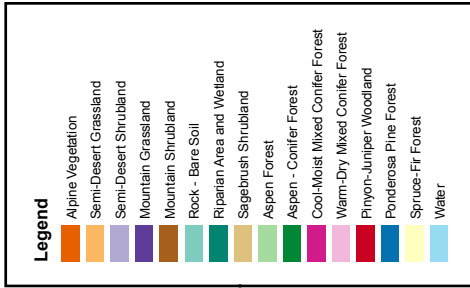 Legend
Alpine Vegetation
Semi-Desert Grassland
Semi-Desert Shrubland
Mountain Grassland
Mountain Shrubland
Rock - Bare Soil
Riparian Area and Wetland
Sagebrush Shrubland
Aspen Forest
Aspen - Conifer Forest
Cool-Moist Mixed Conifer Forest
Warm-Dry Mixed Conifer Forest
Pinyon-Juniper Woodland
Ponderosa Pine Forest
Spruce-Fir Forest
Water